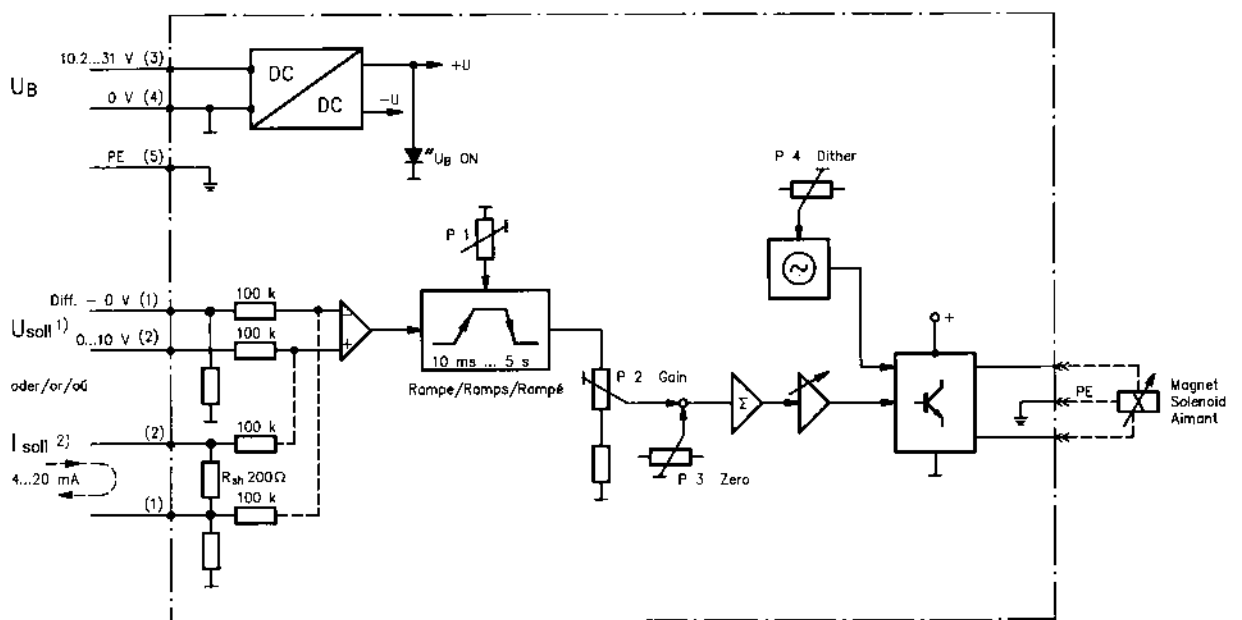 10.2...31 V (3)
U_B
0 V (4)
PE (5)
DC
DC
+U
-U
"U_B ON
P 4 Dither
P 1
Diff. - 0 V (1)
U_soll 1)
0...10 V (2)
oder/or/oú
I_soll 2)
(2)
4...20 mA
(1)
100 k
100 k
100 k
R_sh 200Ω
100 k
-
+
10 ms ... 5 s
Rampe/Ramps/Rampé
P 2 Gain
P 3 Zero
Σ
+
PE
Magnet
Solenoid
Aimant